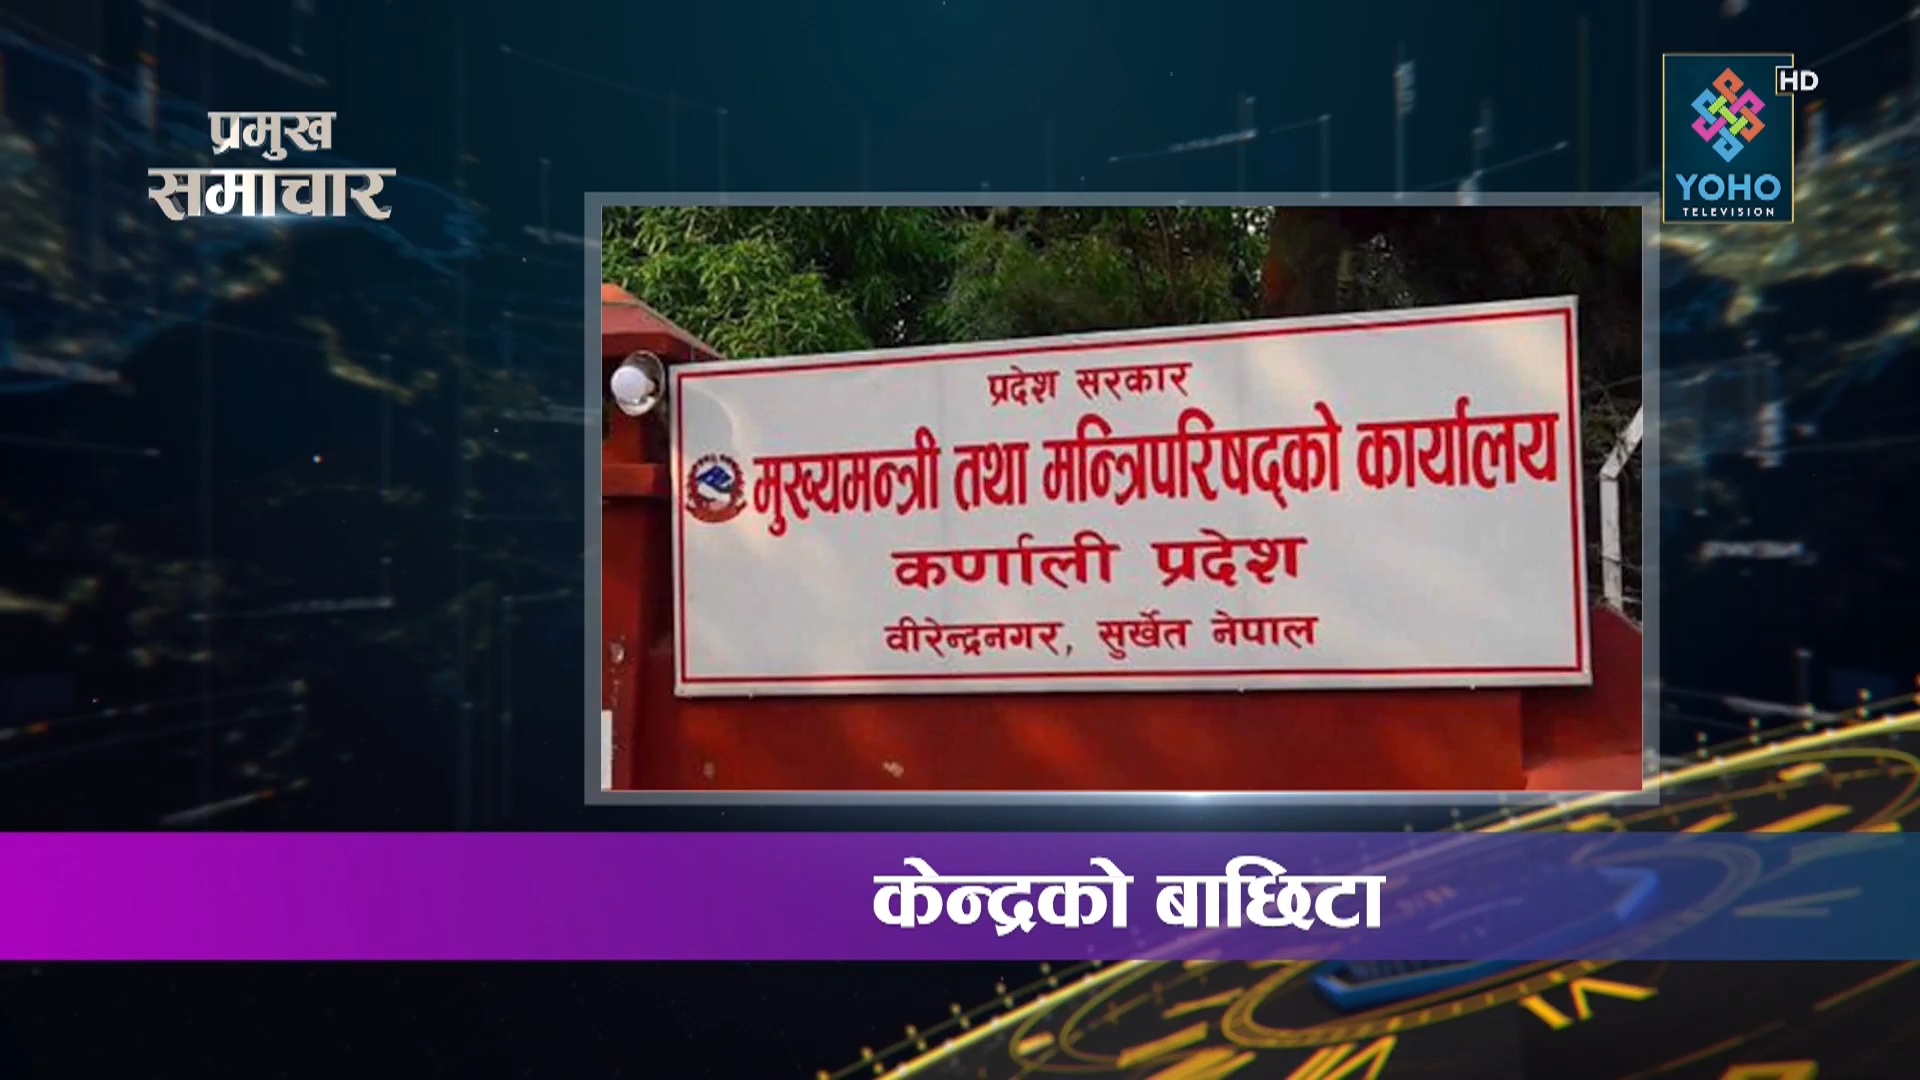 प्रमुख
समाचार
HD
YOHO
TELEVISION
प्रदेश सरकार
मुख्यमन्त्री तथा मन्त्रिपरिषद्को कार्यालय
कर्णाली प्रदेश
वीरेन्द्रनगर, सुर्खेत नेपाल
केन्द्रको बाछिटा